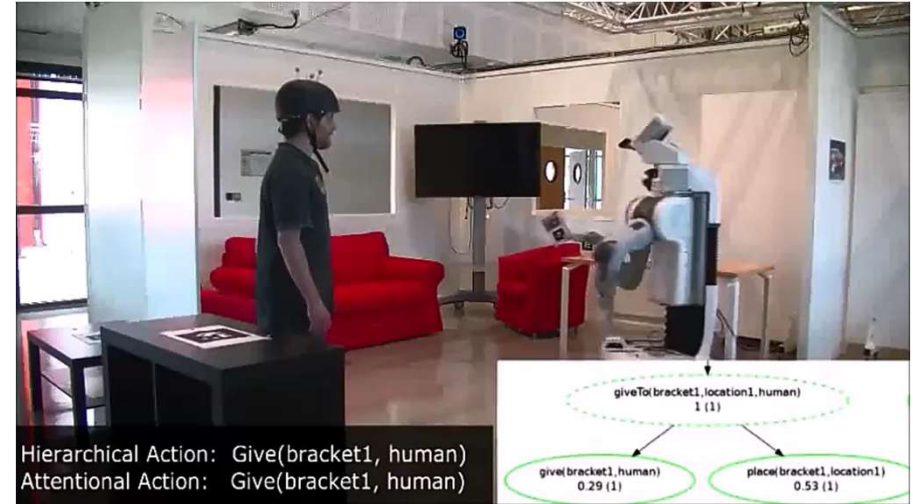 giveTo(bracket1,location1,human)
1 (1)
give(bracket1,human)
0.29 (1)
place(bracket1,location1)
0.53 (1)
Hierarchical Action: Give(bracket1, human)
Attentional Action: Give(bracket1, human)